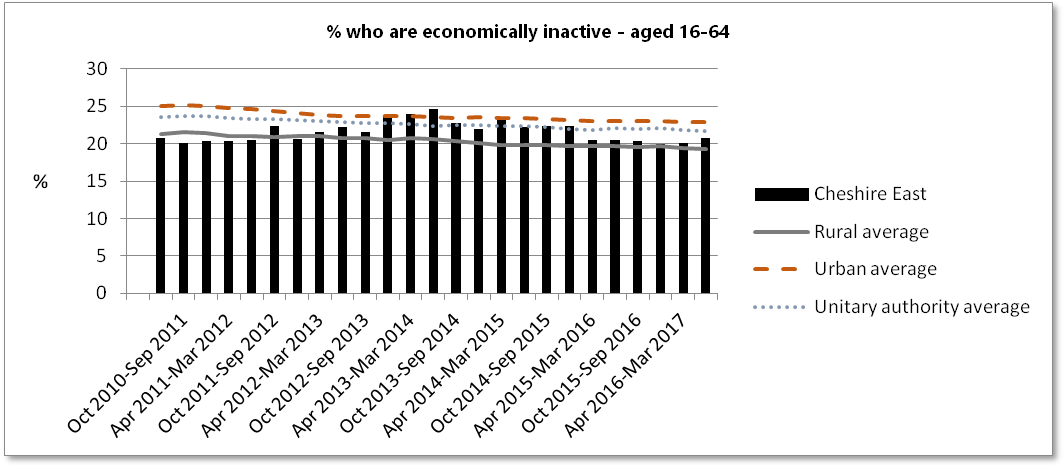 % who are economically inactive - aged 16-64
30
25
20
15
10
5
0
%
Oct 2010-Sep 2011
Apr 2011-Mar 2012
Oct 2011-Sep 2012
Apr 2012-Mar 2013
Oct 2012-Sep 2013
Apr 2013-Mar 2014
Oct 2013-Sep 2014
Apr 2014-Mar 2015
Oct 2014-Sep 2015
Apr 2015-Mar 2016
Oct 2015-Sep 2016
Apr 2016-Mar 2017
Cheshire East
Rural average
Urban average
Unitary authority average